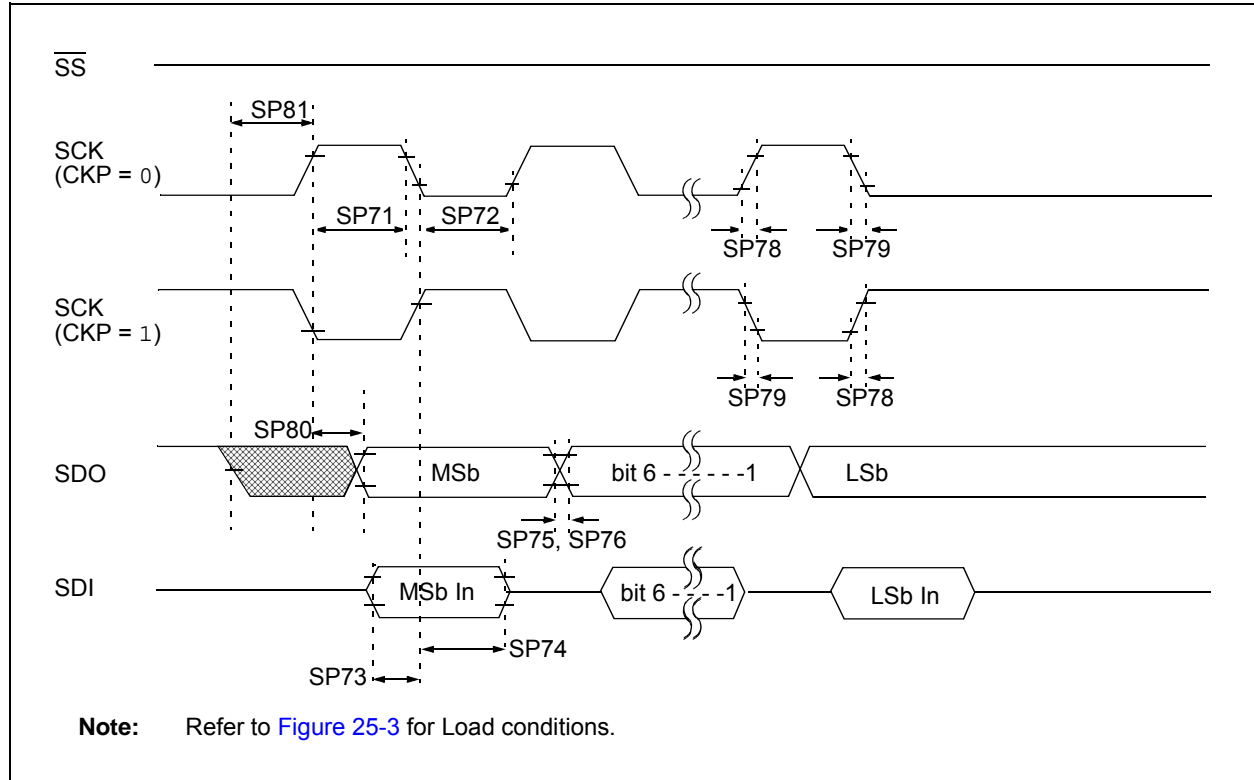 SS
SP81
SCK
(CKP = 0)
SP71
SP72
SP78
SP79
SCK
(CKP = 1)
SP79
SP78
SP80
SDO
MSb
bit 6 - - - - - -1
LSb
SP75, SP76
SDI
MSb In
bit 6 - - - -1
LSb In
SP74
SP73
Note: Refer to Figure 25-3 for Load conditions.